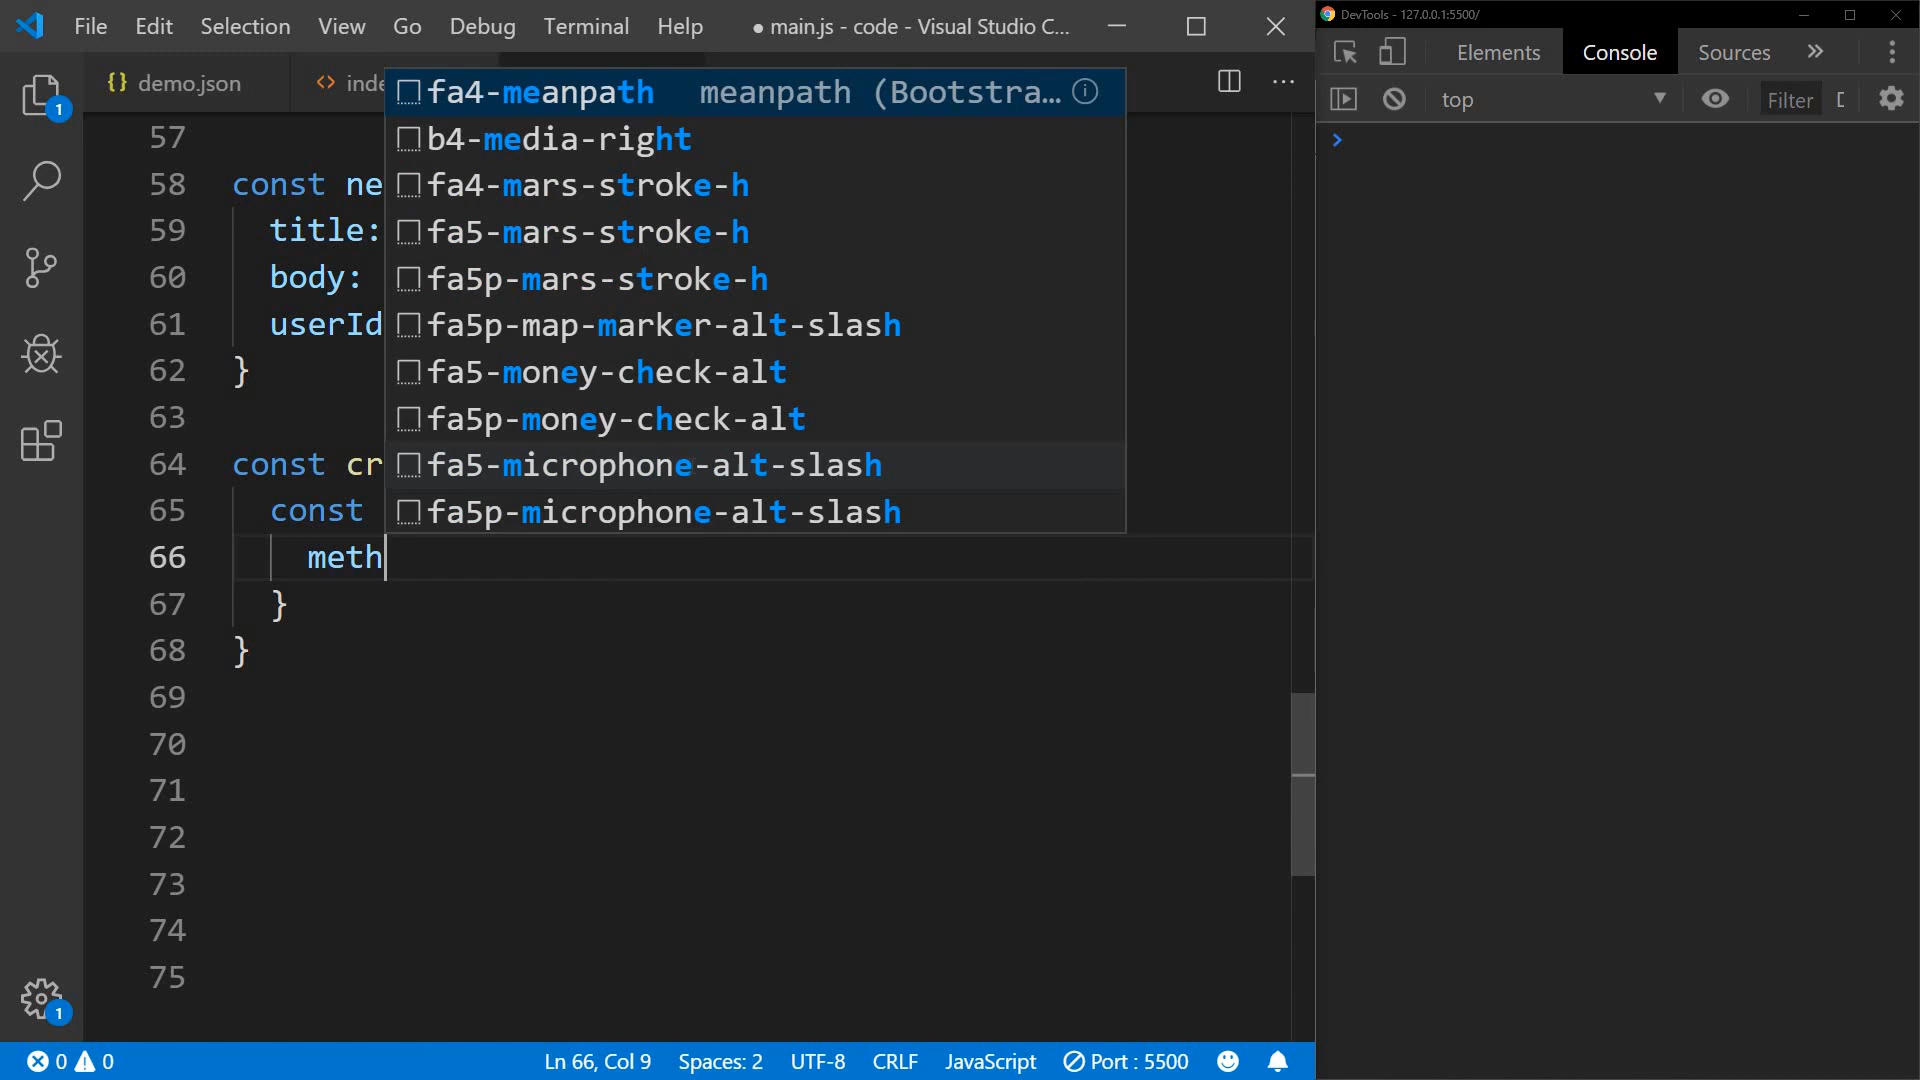 File Edit Selection View Go Debug Terminal Help ● main.js - code - Visual Studio C...
{} demo.json <> inde
57
58 const ne
59 title:
60 body:
61 userId
62 }
63
64 const cr
65 const
66 meth
67 }
68 }
69
70
71
72
73
74
75
fa4-meanpath meanpath (Bootstra...
b4-media-right
fa4-mars-stroke-h
fa5-mars-stroke-h
fa5p-mars-stroke-h
fa5p-map-marker-alt-slash
fa5-money-check-alt
fa5p-money-check-alt
fa5-microphone-alt-slash
fa5p-microphone-alt-slash
1
1
0 0 Ln 66, Col 9 Spaces: 2 UTF-8 CRLF JavaScript Port : 5500
DevTools - 127.0.0.1:5500/
Elements Console Sources »
top Filter